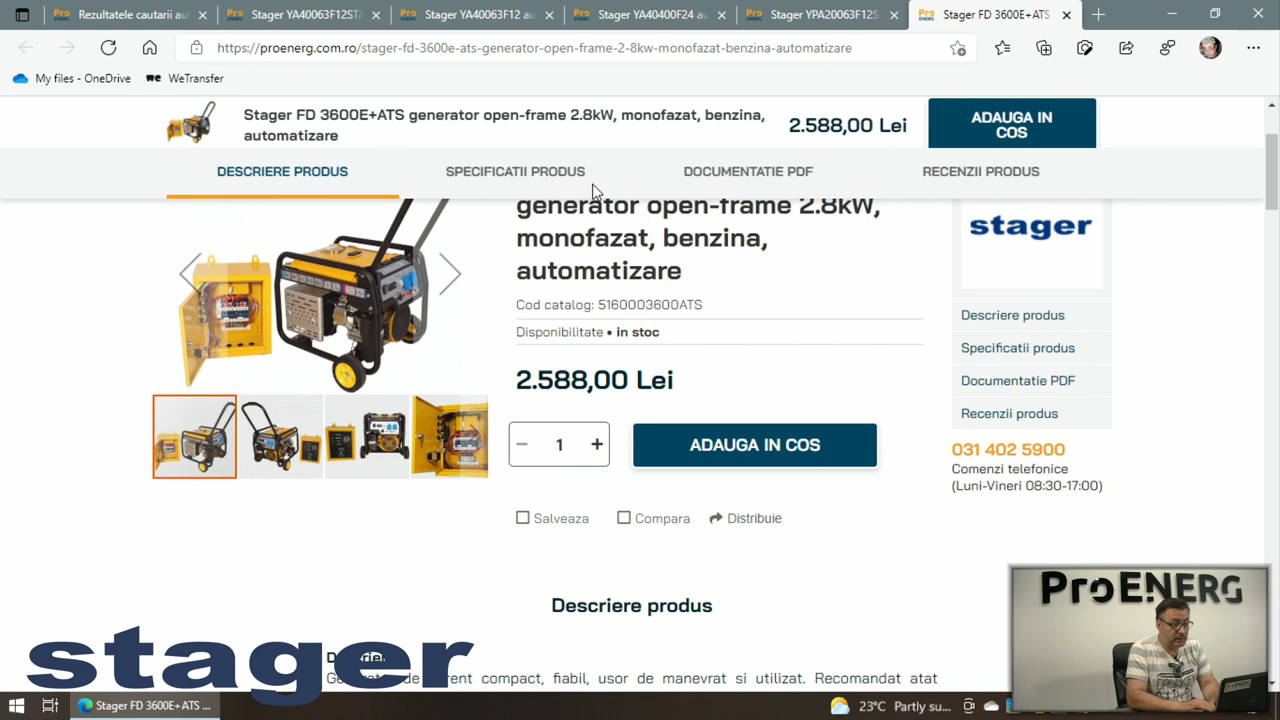 Rezultatele cautarii au
Stager YA40063F12STA
Stager YA40063F12 au
Stager YA40400F24 au
Stager YPA20063F12S
Stager FD 3600E+ATS
https://proenerg.com.ro/stager-fd-3600e-ats-generator-open-frame-2-8kw-monofazat-benzina-automatizare
My files - OneDrive
WeTransfer
Stager FD 3600E+ATS generator open-frame 2.8kW, monofazat, benzina,
automatizare
2.588,00 Lei
ADAUGA IN
COS
DESCRIERE PRODUS
SPECIFICATII PRODUS
DOCUMENTATIE PDF
RECENZII PRODUS
generator open-frame 2.8kW,
monofazat, benzina,
automatizare
Cod catalog: 5160003600ATS
Disponibilitate • in stoc
2.588,00 Lei
1
ADAUGA IN COS
Salveaza
Compara
Distribuie
stager
Descriere produs
Specificatii produs
Documentatie PDF
Recenzii produs
031 402 5900
Comenzi telefonice
(Luni-Vineri 08:30-17:00)
Descriere produs
compact, fiabil, usor de manevrat si utilizat. Recomandat atat
stager
ProENERG
Stager FD 3600E+ATS ...
23°C Partly su...